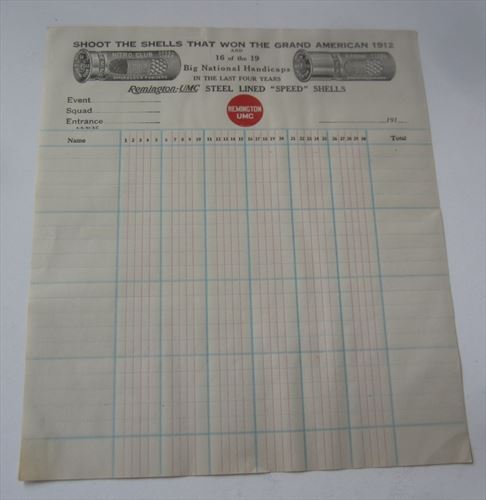 SHOOT THE SHELLS THAT WON THE GRAND AMERICAN 1912
AND
16 of the 19
Big National Handicaps
IN THE LAST FOUR YEARS
Remington-UMC STEEL LINED "SPEED" SHELLS
NITRO CLUB
Event
Squad
Entrance
REMINGTON
UMC
191
Name 1 2 3 4 5 6 7 8 9 10 11 12 13 14 15 16 17 18 19 20 21 22 23 24 25 26 27 28 29 30 Total